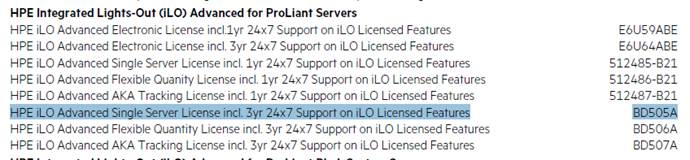 HPE Integrated Lights-Out (iLO) Advanced for ProLiant Servers
HPE iLO Advanced Electronic License incl.1yr 24x7 Support on iLO Licensed Features E6U59ABE
HPE iLO Advanced Electronic License incl. 3yr 24x7 Support on iLO Licensed Features E6U64ABE
HPE iLO Advanced Single Server License incl. 1yr 24x7 Support on iLO Licensed Features 512485-B21
HPE iLO Advanced Flexible Quanity License incl. 1yr 24x7 Support on iLO Licensed Features 512486-B21
HPE iLO Advanced AKA Tracking License incl. 1yr 24x7 Support on iLO Licensed Features 512487-B21
HPE iLO Advanced Single Server License incl. 3yr 24x7 Support on iLO Licensed Features BD505A
HPE iLO Advanced Flexible Quantity License incl. 3yr 24x7 Support on iLO Licensed Features BD506A
HPE iLO Advanced AKA Tracking License incl. 3yr 24x7 Support on iLO Licensed Features BD507A